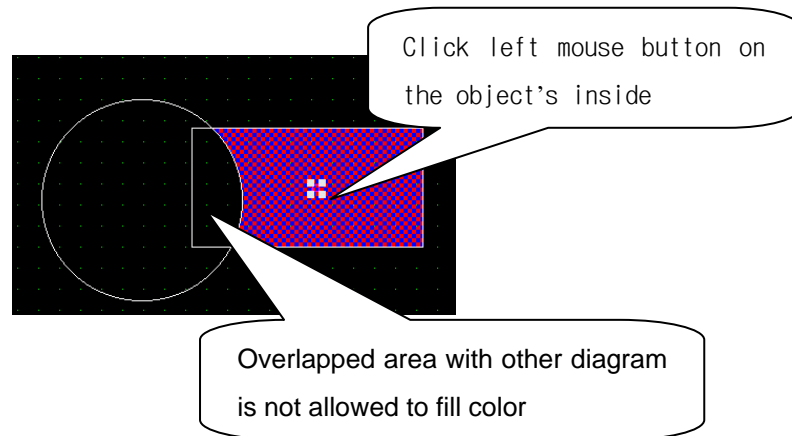 Click left mouse button on
the object’s inside
Overlapped area with other diagram
is not allowed to fill color